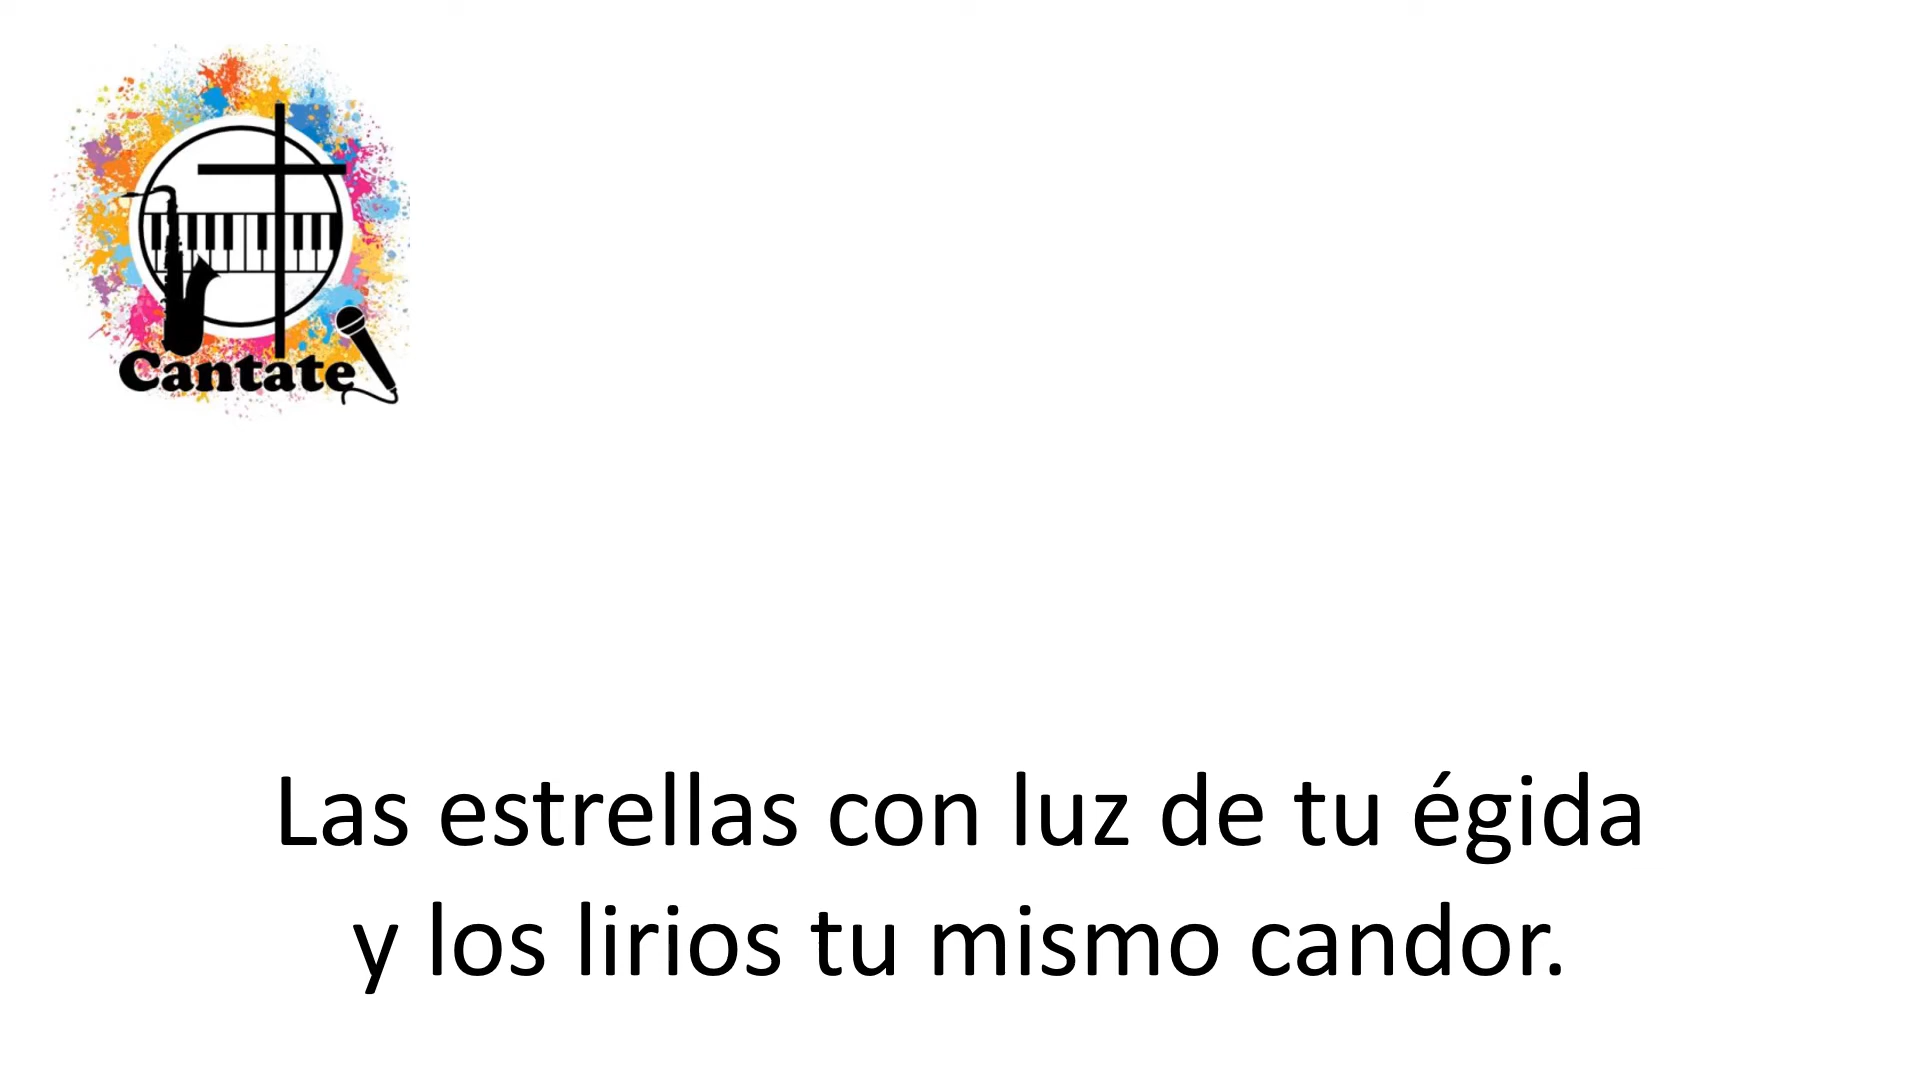 Cantate
Las estrellas con luz de tu égida
y los lirios tu mismo candor.